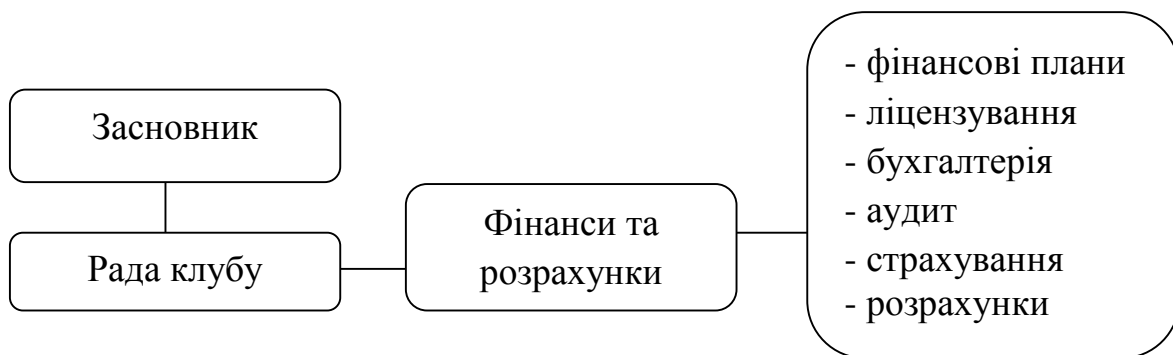 Засновник
Рада клубу
Фінанси та
розрахунки
- фінансові плани
- ліцензування
- бухгалтерія
- аудит
- страхування
- розрахунки